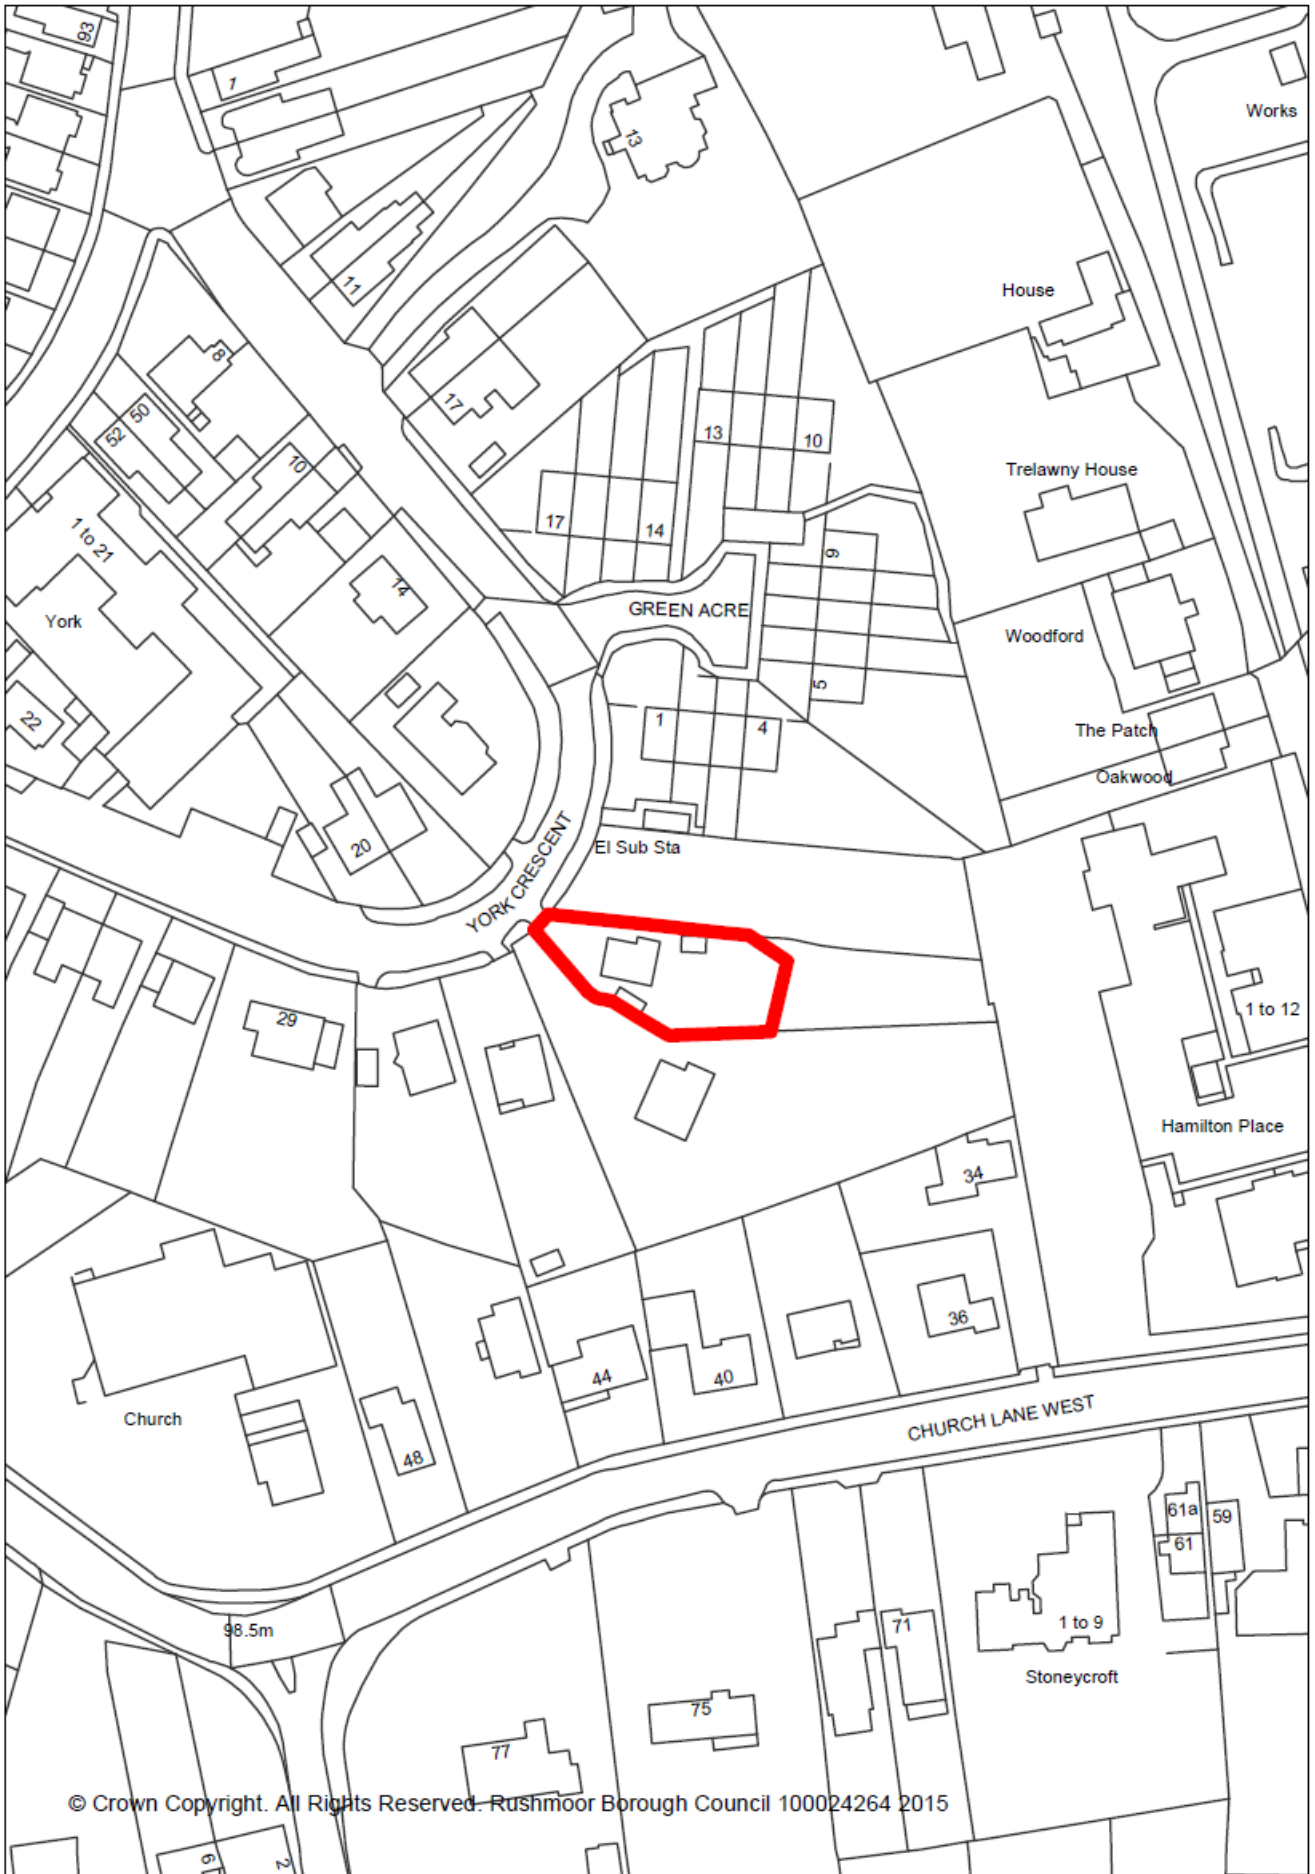 93
1
13
Works
11
House
8
17
50
52
13
10
10
Trelawny House
1 to 21
17
14
9
14
GREEN ACRE
York
Woodford
5
22
1
4
The Patch
Oakwood
20
El Sub Sta
YORK CRESCENT
29
1 to 12
Hamilton Place
34
36
44
40
CHURCH LANE WEST
Church
48
61a
59
61
98.5m
71
1 to 9
Stoneycroft
75
77
© Crown Copyright. All Rights Reserved. Rushmoor Borough Council 100024264 2015
6
2